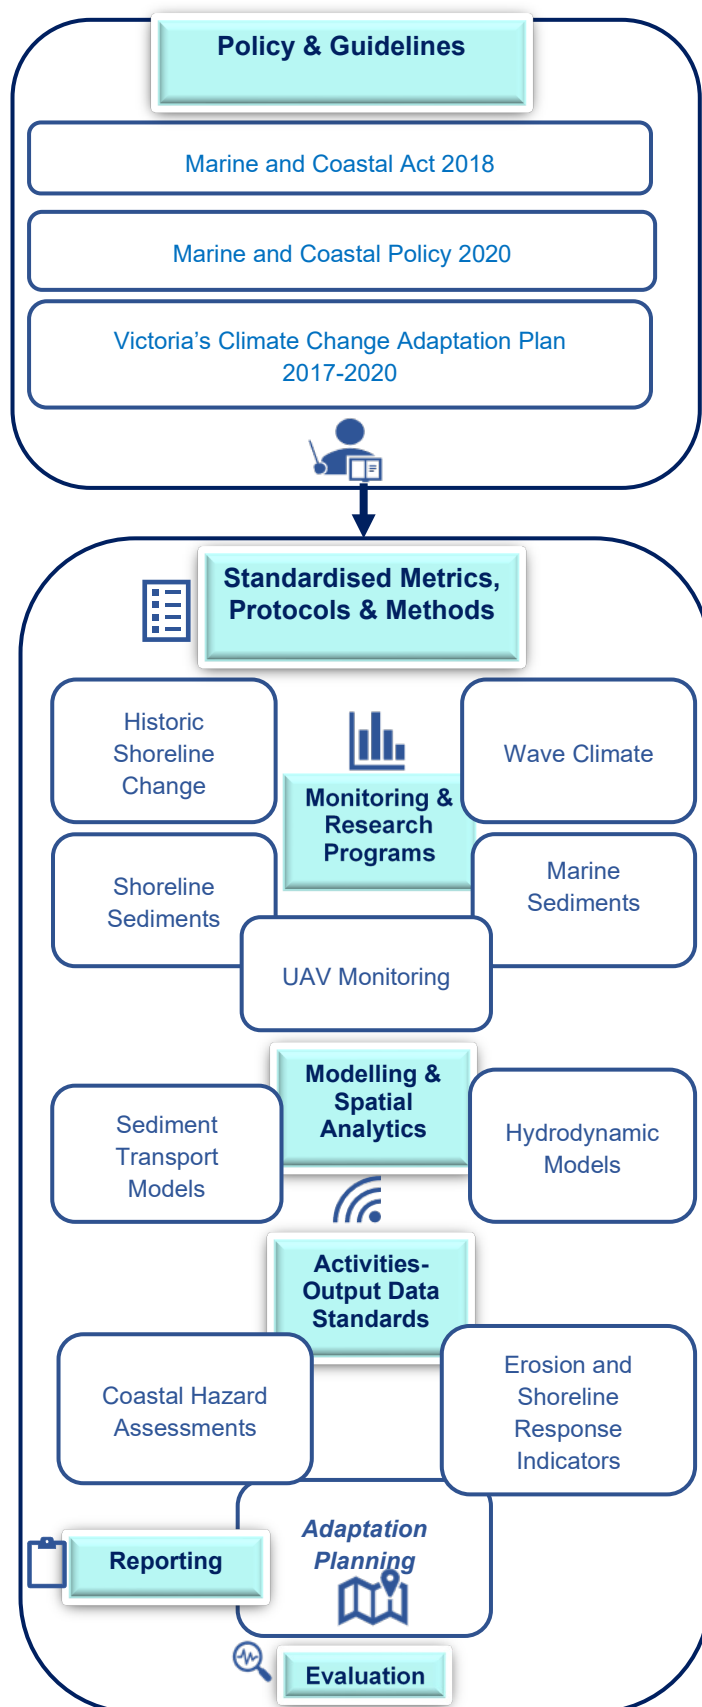 Policy & Guidelines
Marine and Coastal Act 2018
Marine and Coastal Policy 2020
Victoria’s Climate Change Adaptation Plan
2017-2020
Standardised Metrics,
Protocols & Methods
Historic
Shoreline
Change
Wave Climate
Monitoring &
Research
Programs
Shoreline
Sediments
Marine
Sediments
UAV Monitoring
Modelling &
Spatial
Analytics
Sediment
Transport
Models
Hydrodynamic
Models
Activities-
Output Data
Standards
Coastal Hazard
Assessments
Erosion and
Shoreline
Response
Indicators
Adaptation
Planning
Reporting
Evaluation